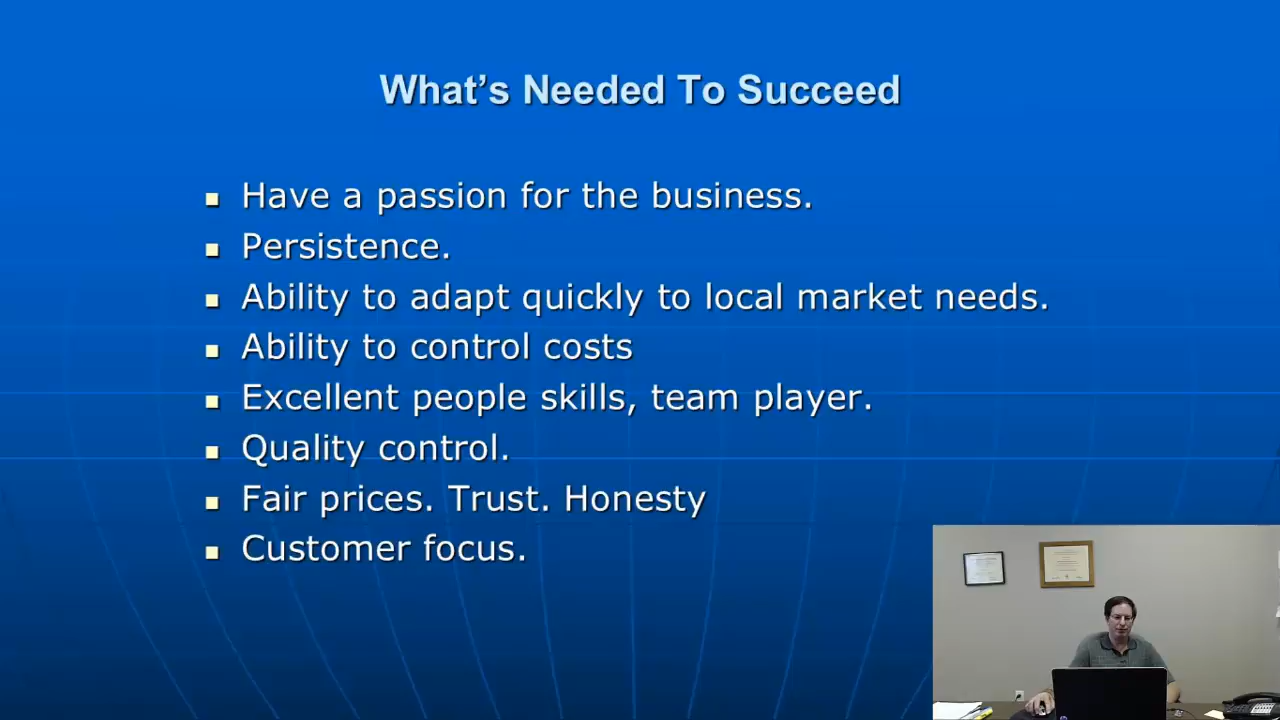 What's Needed To Succeed
Have a passion for the business.
Persistence.
Ability to adapt quickly to local market needs.
Ability to control costs
Excellent people skills, team player.
Quality control.
Fair prices. Trust. Honesty
Customer focus.